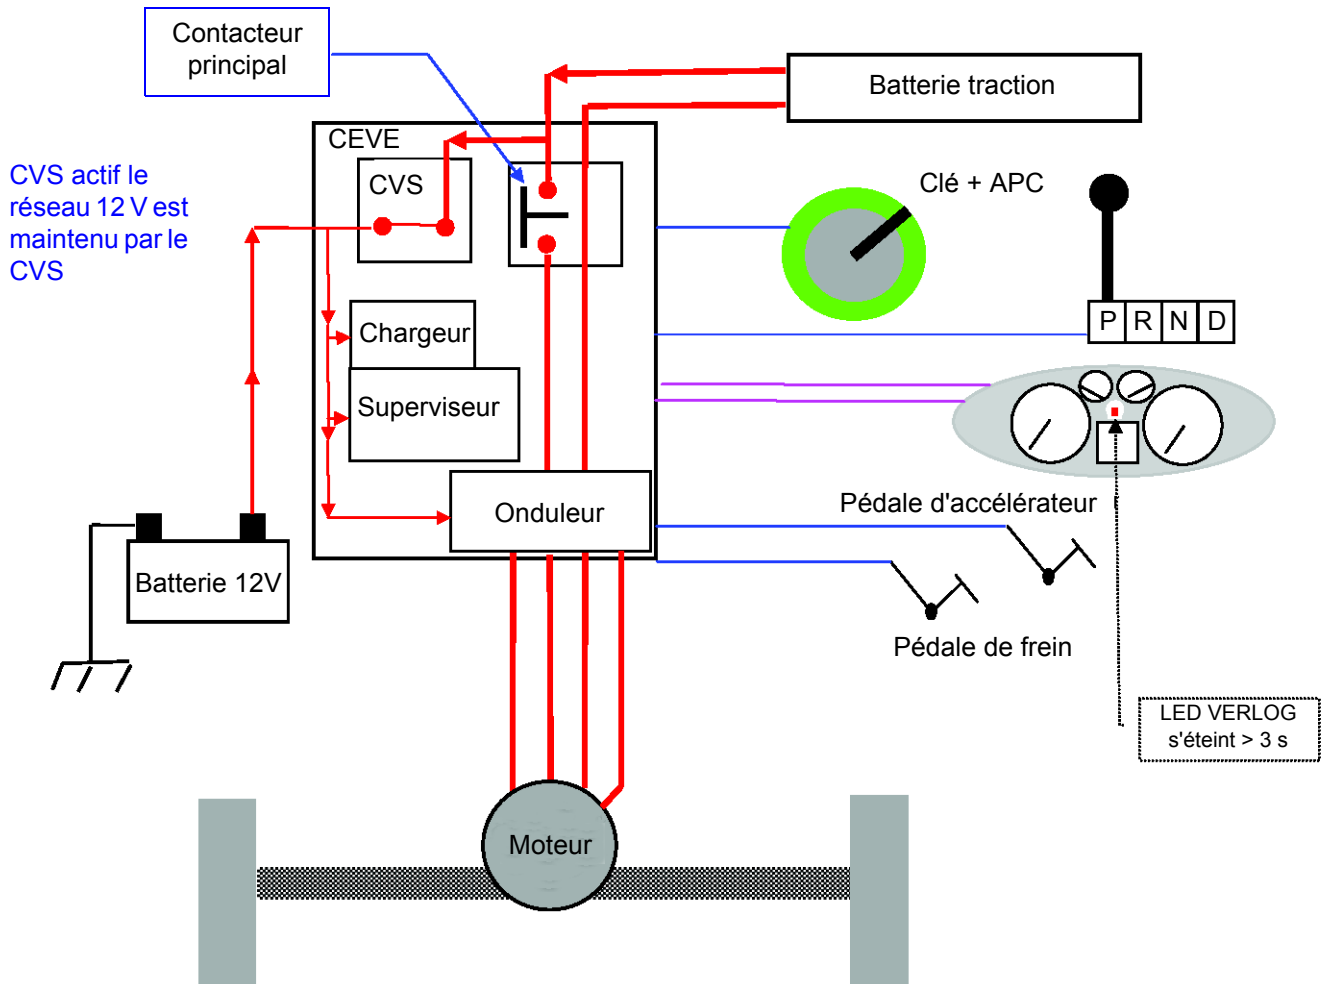 Contacteur
principal
Batterie traction
CEVE
CVS
CVS actif le
réseau 12 V est
maintenu par le
CVS
Clé + APC
P R N D
Chargeur
Superviseur
Onduleur
Pédale d'accélérateur
Batterie 12V
Pédale de frein
LED VERLOG
s'éteint > 3 s
Moteur